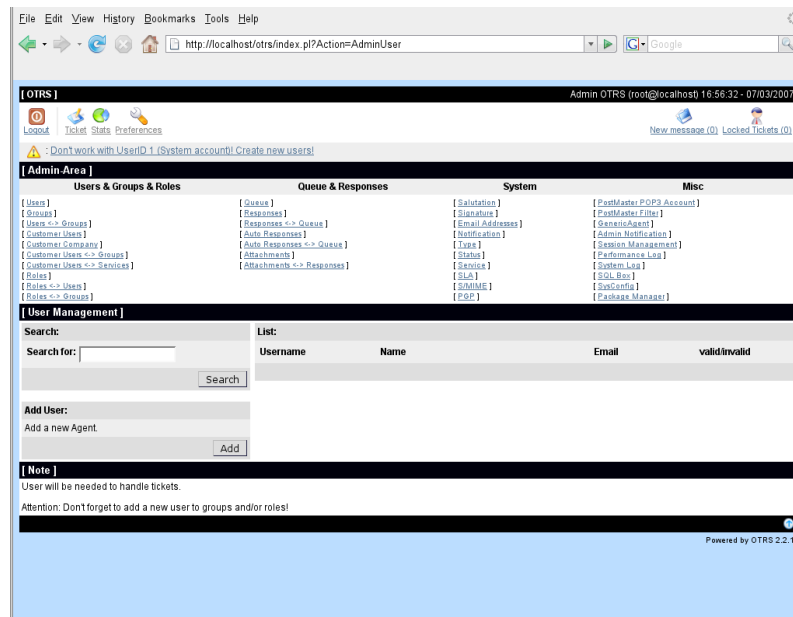 File Edit View History Bookmarks Tools Help
http://localhost/otrs/index.pl?Action=AdminUser
G Google
[ OTRS ] Admin OTRS (root@localhost) 16:56:32 - 07/03/2007
Logout Ticket Stats Preferences New message (0) Locked Tickets (0)
: Don't work with UserID 1 (System account)! Create new users!
[ Admin-Area ]
Users & Groups & Roles Queue & Responses System Misc
[ Users ] [ Queue ] [ Salutation ] [ PostMaster POP3 Account ]
[ Groups ] [ Responses ] [ Signature ] [ PostMaster Filter ]
[ Users <-> Groups ] [ Responses <-> Queue ] [ Email Addresses ] [ GenericAgent ]
[ Customer Users ] [ Auto Responses ] [ Notification ] [ Admin Notification ]
[ Customer Company ] [ Auto Responses <-> Queue ] [ Type ] [ Session Management ]
[ Customer Users <-> Groups ] [ Attachments ] [ Status ] [ Performance Log ]
[ Customer Users <-> Services ] [ Attachments <-> Responses ] [ Service ] [ System Log ]
[ Roles ] [ SLA ] [ SQL Box ]
[ Roles <-> Users ] [ S/MIME ] [ SysConfig ]
[ Roles <-> Groups ] [ PGP ] [ Package Manager ]
[ User Management ]
Search: List:
Search for: Username Name Email valid/invalid
Search
Add User:
Add a new Agent.
Add
[ Note ]
User will be needed to handle tickets.
Attention: Don't forget to add a new user to groups and/or roles!
Powered by OTRS 2.2.1